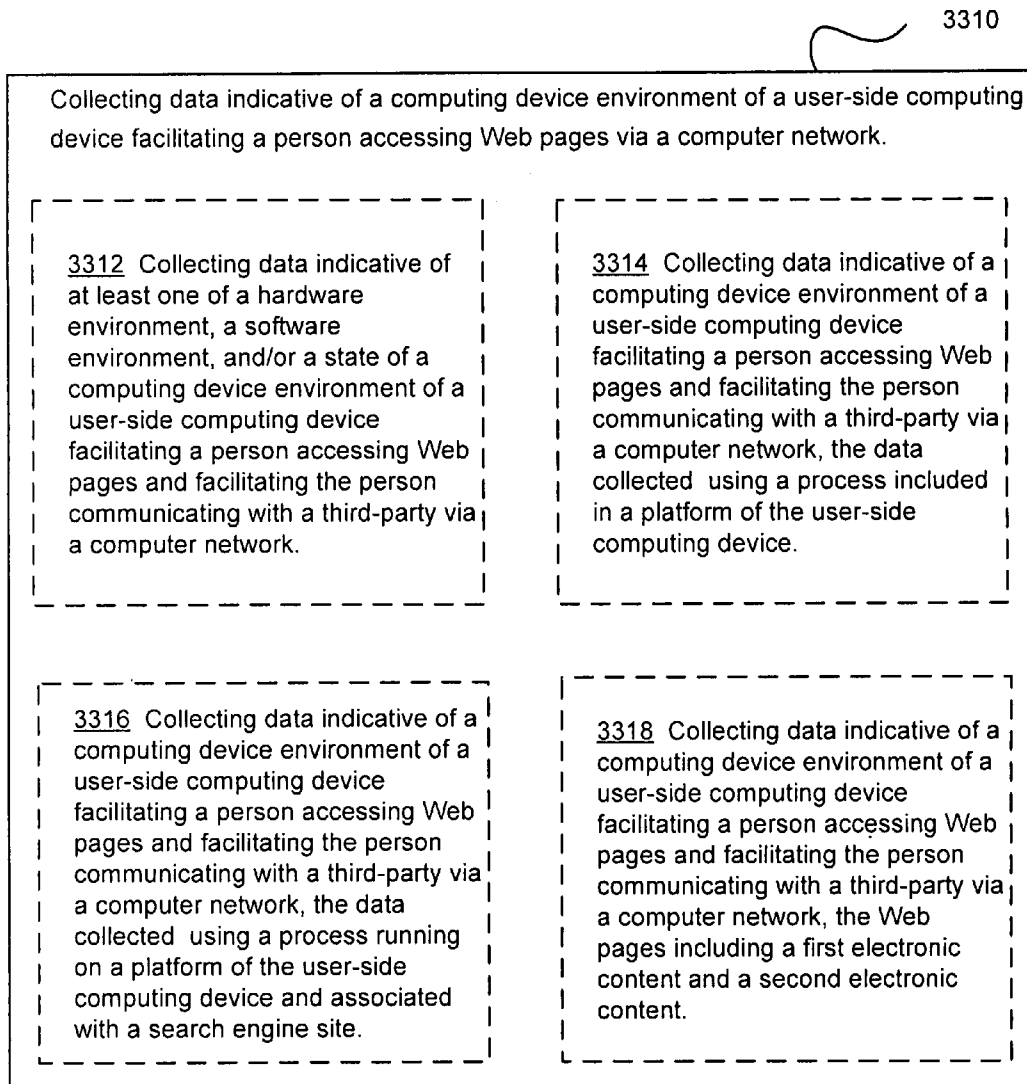 3310
Collecting data indicative of a computing device environment of a user-side computing
device facilitating a person accessing Web pages via a computer network.
3312 Collecting data indicative of
at least one of a hardware
environment, a software
environment, and/or a state of a
computing device environment of a
user-side computing device
facilitating a person accessing Web
pages and facilitating the person
communicating with a third-party via
a computer network.
3314 Collecting data indicative of a
computing device environment of a
user-side computing device
facilitating a person accessing Web
pages and facilitating the person
communicating with a third-party via
a computer network, the data
collected using a process included
in a platform of the user-side
computing device.
3316 Collecting data indicative of a
computing device environment of a
user-side computing device
facilitating a person accessing Web
pages and facilitating the person
communicating with a third-party via
a computer network, the data
collected using a process running
on a platform of the user-side
computing device and associated
with a search engine site.
3318 Collecting data indicative of a
computing device environment of a
user-side computing device
facilitating a person accessing Web
pages and facilitating the person
communicating with a third-party via
a computer network, the Web
pages including a first electronic
content and a second electronic
content.